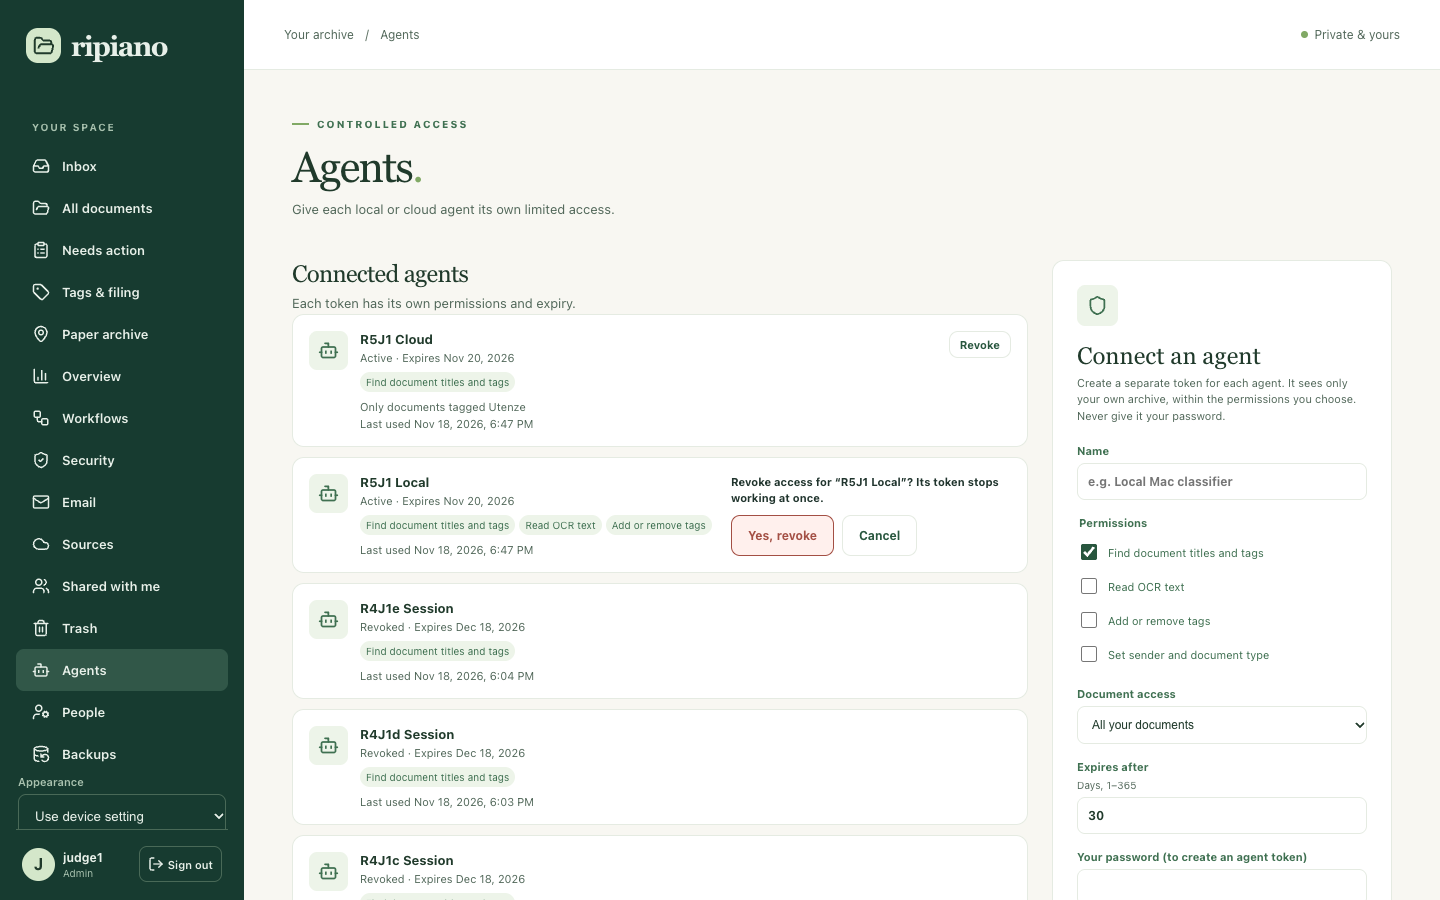 ripiano
YOUR SPACE
Inbox
All documents
Needs action
Tags & filing
Paper archive
Overview
Workflows
Security
Email
Sources
Shared with me
Trash
Agents
People
Backups
Appearance
Use device setting
J
judge1
Admin
Sign out
Your archive / Agents
Private & yours
CONTROLLED ACCESS
Agents.
Give each local or cloud agent its own limited access.
Connected agents
Each token has its own permissions and expiry.
R5J1 Cloud
Active · Expires Nov 20, 2026
Find document titles and tags
Only documents tagged Utenze
Last used Nov 18, 2026, 6:47 PM
Revoke
R5J1 Local
Active · Expires Nov 20, 2026
Find document titles and tags Read OCR text Add or remove tags
Last used Nov 18, 2026, 6:47 PM
Revoke access for “R5J1 Local”? Its token stops
working at once.
Yes, revoke Cancel
R4J1e Session
Revoked · Expires Dec 18, 2026
Find document titles and tags
Last used Nov 18, 2026, 6:04 PM
R4J1d Session
Revoked · Expires Dec 18, 2026
Find document titles and tags
Last used Nov 18, 2026, 6:03 PM
R4J1c Session
Revoked · Expires Dec 18, 2026
Connect an agent
Create a separate token for each agent. It sees only
your own archive, within the permissions you choose.
Never give it your password.
Name
e.g. Local Mac classifier
Permissions
Find document titles and tags
Read OCR text
Add or remove tags
Set sender and document type
Document access
All your documents
Expires after
Days, 1–365
30
Your password (to create an agent token)